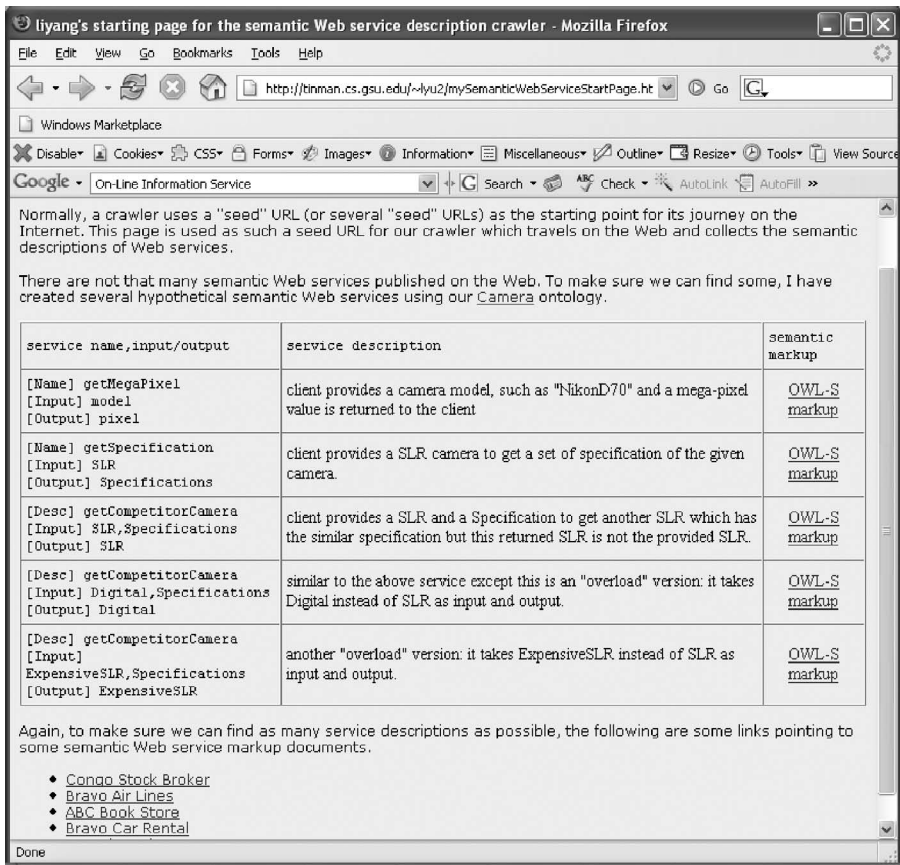 liyang's starting page for the semantic Web service description crawler - Mozilla Firefox
File Edit View Go Bookmarks Tools Help
http://tinman.cs.gsu.edu/~lyu2/mySemanticWebServiceStartPage.ht Go G
Windows Marketplace
Disable Cookies CSS Forms Images Information Miscellaneous Outline Resize Tools View Source
Google On-Line Information Service G Search ABC Check AutoLink AutoFill »
Normally, a crawler uses a "seed" URL (or several "seed" URLs) as the starting point for its journey on the
Internet. This page is used as such a seed URL for our crawler which travels on the Web and collects the semantic
descriptions of Web services.
There are not that many semantic Web services published on the Web. To make sure we can find some, I have
created several hypothetical semantic Web services using our Camera ontology.
service name,input/output
service description
semantic
markup
[Name] getMegaPixel
[Input] model
[Output] pixel
client provides a camera model, such as "NikonD70" and a mega-pixel
value is returned to the client
OWL-S
markup
[Name] getSpecification
[Input] SLR
[Output] Specifications
client provides a SLR camera to get a set of specification of the given
camera.
OWL-S
markup
[Desc] getCompetitorCamera
[Input] SLR,Specifications
[Output] SLR
client provides a SLR and a Specification to get another SLR which has
the similar specification but this returned SLR is not the provided SLR.
OWL-S
markup
[Desc] getCompetitorCamera
[Input] Digital,Specifications
[Output] Digital
similar to the above service except this is an "overload" version: it takes
Digital instead of SLR as input and output.
OWL-S
markup
[Desc] getCompetitorCamera
[Input]
ExpensiveSLR,Specifications
[Output] ExpensiveSLR
another "overload" version: it takes ExpensiveSLR instead of SLR as
input and output.
OWL-S
markup
Again, to make sure we can find as many service descriptions as possible, the following are some links pointing to
some semantic Web service markup documents.
Congo Stock Broker
Bravo Air Lines
ABC Book Store
Bravo Car Rental
Done